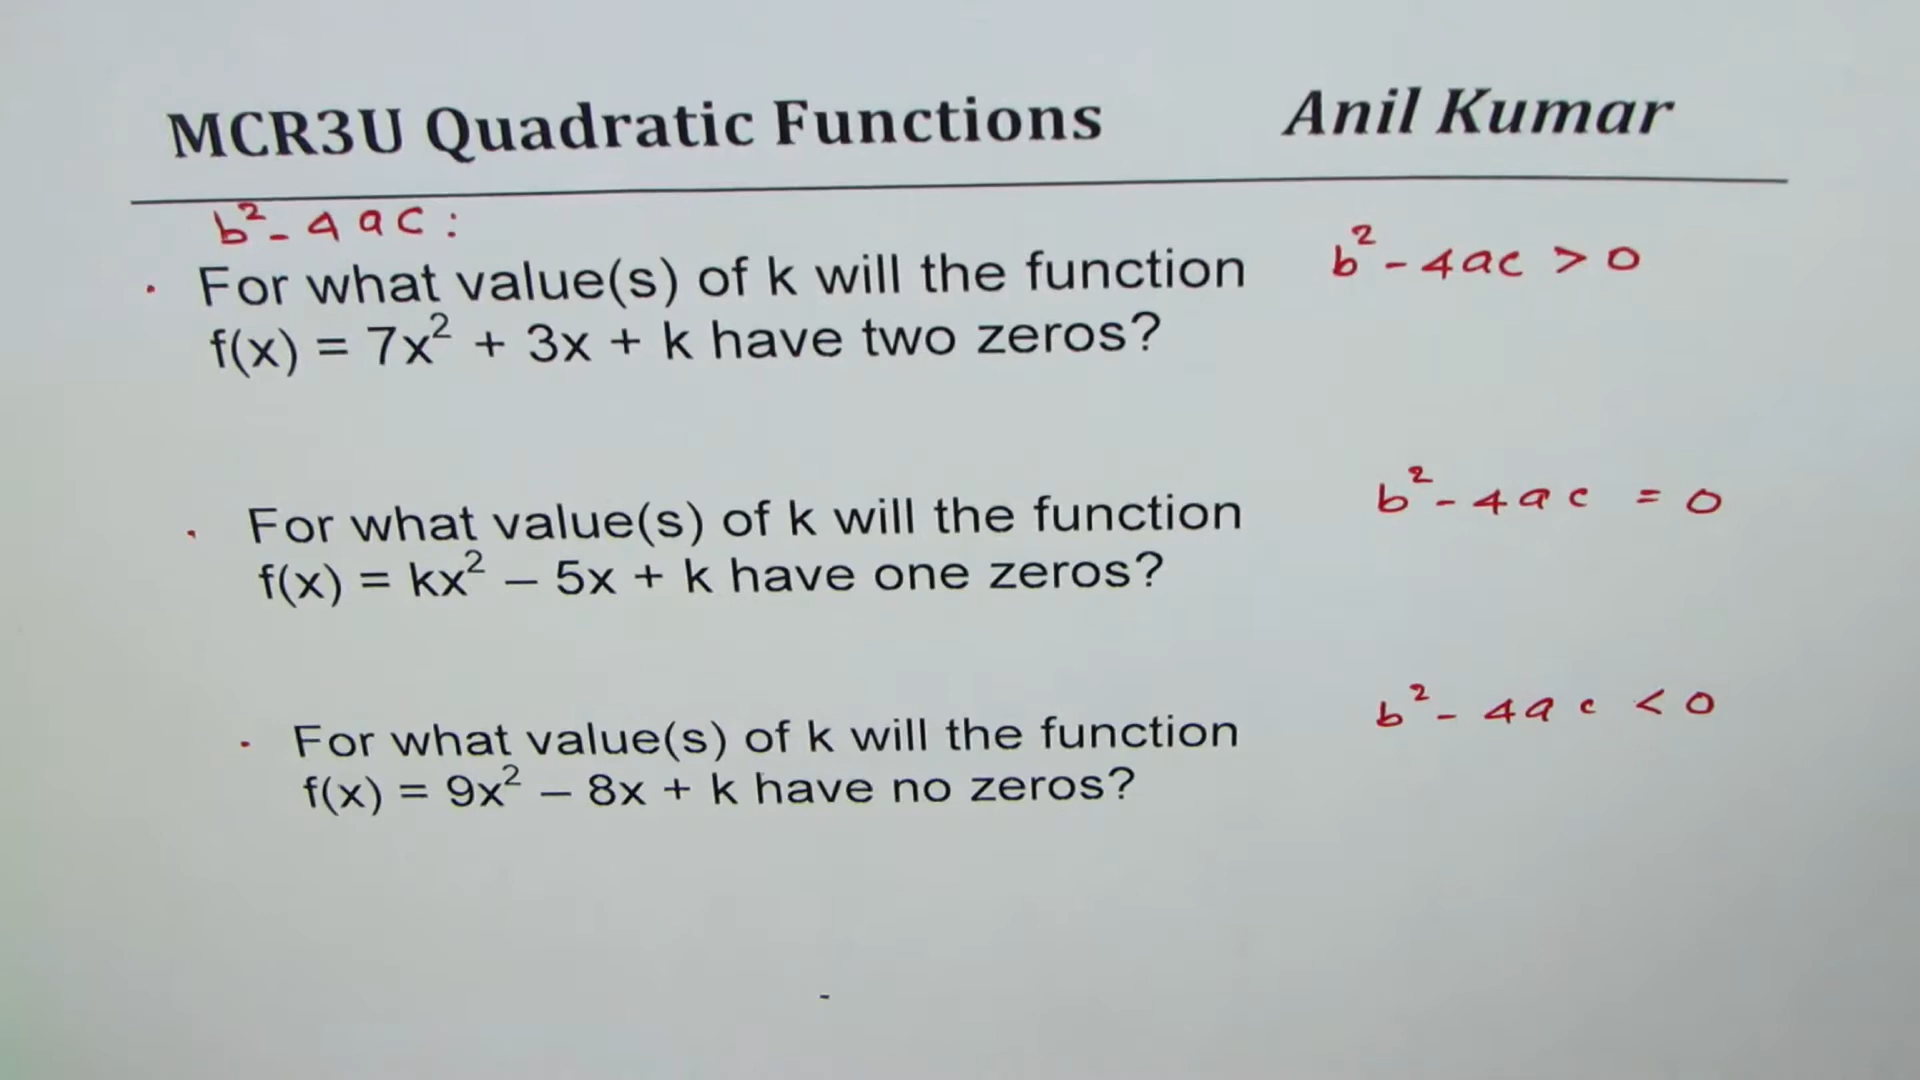 MCR3U Quadratic Functions Anil Kumar
b² - 4ac:
For what value(s) of k will the function b² - 4ac > 0
f(x) = 7x² + 3x + k have two zeros?
b² - 4ac = 0
For what value(s) of k will the function
f(x) = kx² – 5x + k have one zeros?
b² - 4ac < 0
For what value(s) of k will the function
f(x) = 9x² – 8x + k have no zeros?